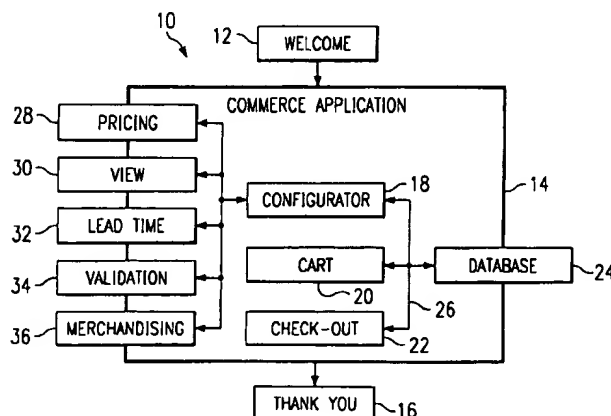 10
12
WELCOME
COMMERCE APPLICATION
28
PRICING
30
VIEW
18
14
CONFIGURATOR
32
LEAD TIME
CART
DATABASE
24
34
VALIDATION
20
26
36
MERCHANDISING
CHECK-OUT
22
THANK YOU
16